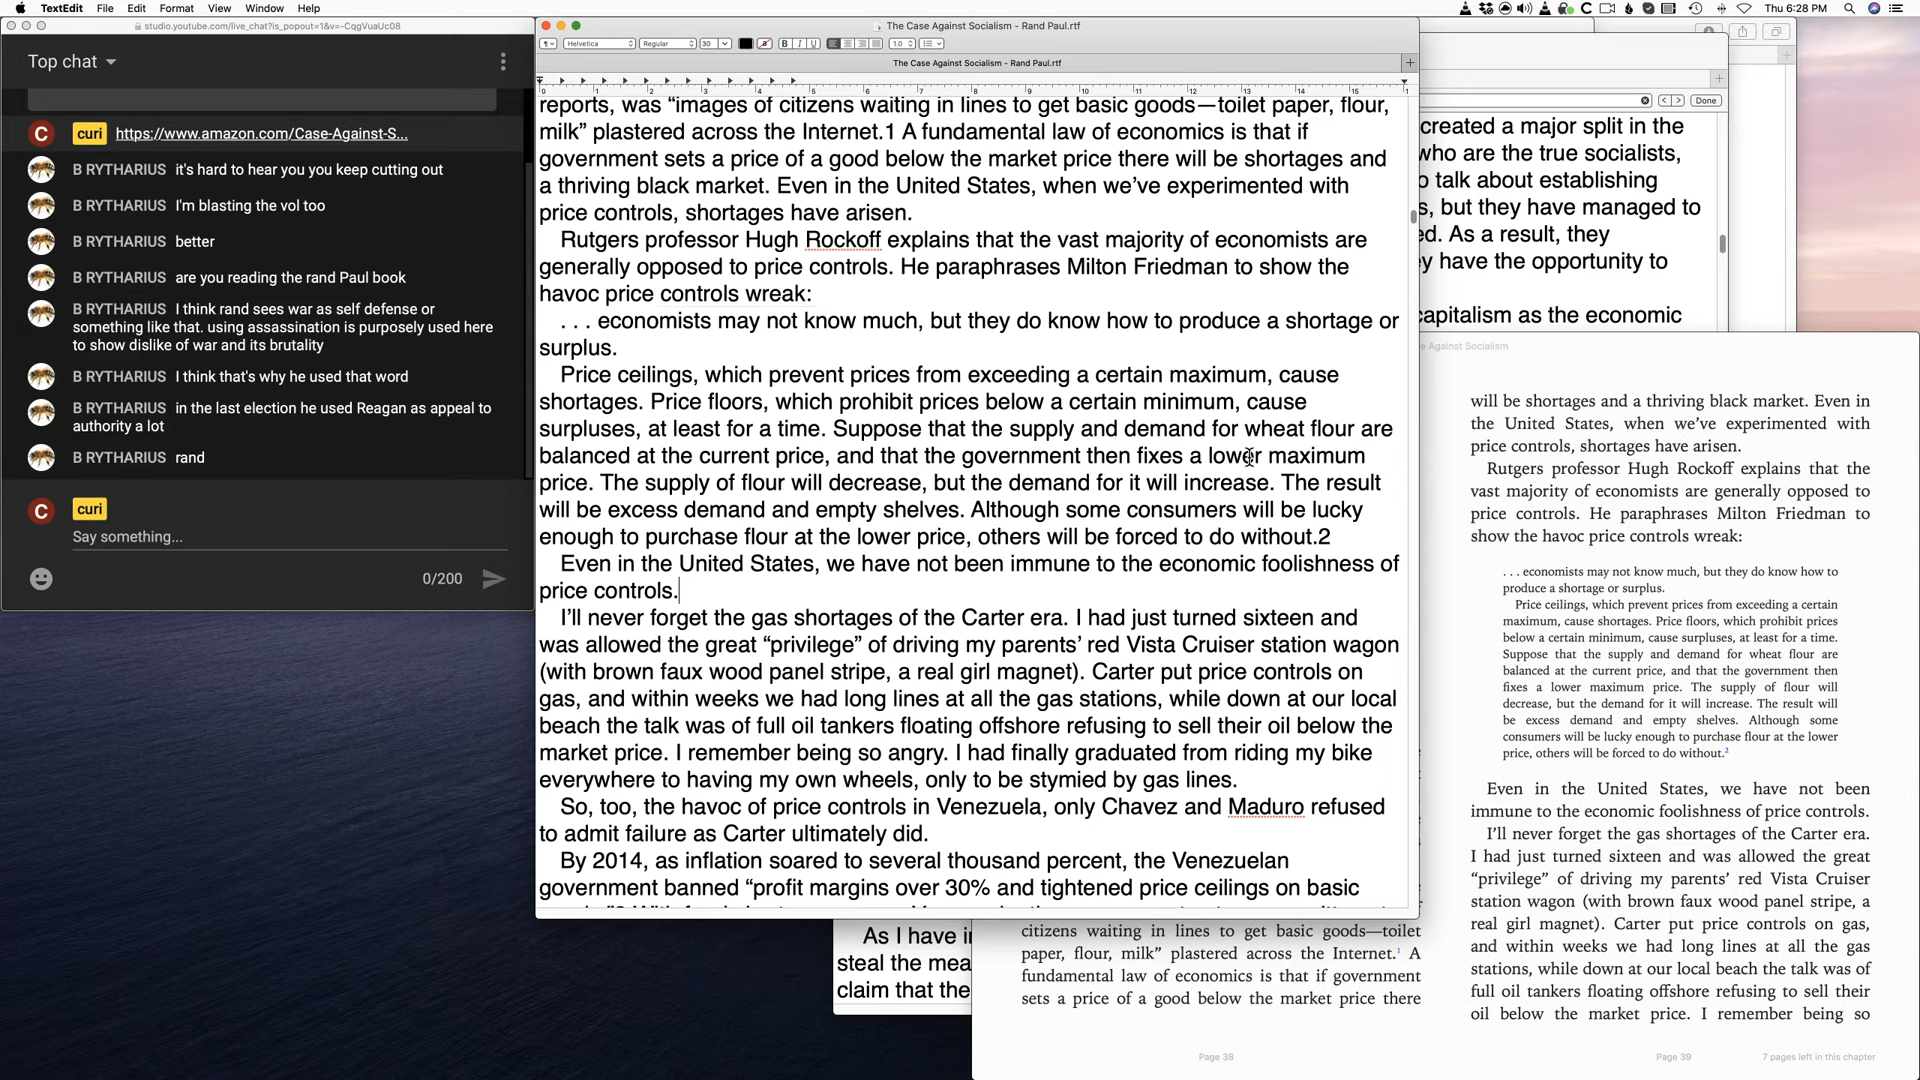 TextEdit File Edit Format View Window Help
Thu 6:28 PM
studio.youtube.com/live_chat?is_popout=1&v=-CqgVuaUc08
Top chat
curi https://www.amazon.com/Case-Against-S...
B RYTHARIUS it's hard to hear you you keep cutting out
B RYTHARIUS I'm blasting the vol too
B RYTHARIUS better
B RYTHARIUS are you reading the rand Paul book
B RYTHARIUS I think rand sees war as self defense or
something like that. using assassination is purposely used here
to show dislike of war and its brutality
B RYTHARIUS I think that's why he used that word
B RYTHARIUS in the last election he used Reagan as appeal to
authority a lot
B RYTHARIUS rand
curi
Say something...
0/200
The Case Against Socialism - Rand Paul.rtf
Helvetica Regular 30 B I U 1.0
The Case Against Socialism - Rand Paul.rtf
0 1 2 3 4 5 6 7 8 9 10 11 12 13 14 15 16
reports, was “images of citizens waiting in lines to get basic goods—toilet paper, flour,
milk” plastered across the Internet.1 A fundamental law of economics is that if
government sets a price of a good below the market price there will be shortages and
a thriving black market. Even in the United States, when we’ve experimented with
price controls, shortages have arisen.
Rutgers professor Hugh Rockoff explains that the vast majority of economists are
generally opposed to price controls. He paraphrases Milton Friedman to show the
havoc price controls wreak:
. . . economists may not know much, but they do know how to produce a shortage or
surplus.
Price ceilings, which prevent prices from exceeding a certain maximum, cause
shortages. Price floors, which prohibit prices below a certain minimum, cause
surpluses, at least for a time. Suppose that the supply and demand for wheat flour are
balanced at the current price, and that the government then fixes a lower maximum
price. The supply of flour will decrease, but the demand for it will increase. The result
will be excess demand and empty shelves. Although some consumers will be lucky
enough to purchase flour at the lower price, others will be forced to do without.2
Even in the United States, we have not been immune to the economic foolishness of
price controls.
I’ll never forget the gas shortages of the Carter era. I had just turned sixteen and
was allowed the great “privilege” of driving my parents’ red Vista Cruiser station wagon
(with brown faux wood panel stripe, a real girl magnet). Carter put price controls on
gas, and within weeks we had long lines at all the gas stations, while down at our local
beach the talk was of full oil tankers floating offshore refusing to sell their oil below the
market price. I remember being so angry. I had finally graduated from riding my bike
everywhere to having my own wheels, only to be stymied by gas lines.
So, too, the havoc of price controls in Venezuela, only Chavez and Maduro refused
to admit failure as Carter ultimately did.
By 2014, as inflation soared to several thousand percent, the Venezuelan
government banned “profit margins over 30% and tightened price ceilings on basic
Done
created a major split in the
who are the true socialists,
o talk about establishing
s, but they have managed to
ed. As a result, they
y have the opportunity to
capitalism as the economic
As I have i
steal the mea
claim that the
e Against Socialism
citizens waiting in lines to get basic goods—toilet
paper, flour, milk” plastered across the Internet.1 A
fundamental law of economics is that if government
sets a price of a good below the market price there
Page 38
will be shortages and a thriving black market. Even in
the United States, when we’ve experimented with
price controls, shortages have arisen.
Rutgers professor Hugh Rockoff explains that the
vast majority of economists are generally opposed to
price controls. He paraphrases Milton Friedman to
show the havoc price controls wreak:
. . . economists may not know much, but they do know how to
produce a shortage or surplus.
Price ceilings, which prevent prices from exceeding a certain
maximum, cause shortages. Price floors, which prohibit prices
below a certain minimum, cause surpluses, at least for a time.
Suppose that the supply and demand for wheat flour are
balanced at the current price, and that the government then
fixes a lower maximum price. The supply of flour will
decrease, but the demand for it will increase. The result will
be excess demand and empty shelves. Although some
consumers will be lucky enough to purchase flour at the lower
price, others will be forced to do without.2
Even in the United States, we have not been
immune to the economic foolishness of price controls.
I’ll never forget the gas shortages of the Carter era.
I had just turned sixteen and was allowed the great
“privilege” of driving my parents’ red Vista Cruiser
station wagon (with brown faux wood panel stripe, a
real girl magnet). Carter put price controls on gas,
and within weeks we had long lines at all the gas
stations, while down at our local beach the talk was of
full oil tankers floating offshore refusing to sell their
oil below the market price. I remember being so
Page 39
7 pages left in this chapter